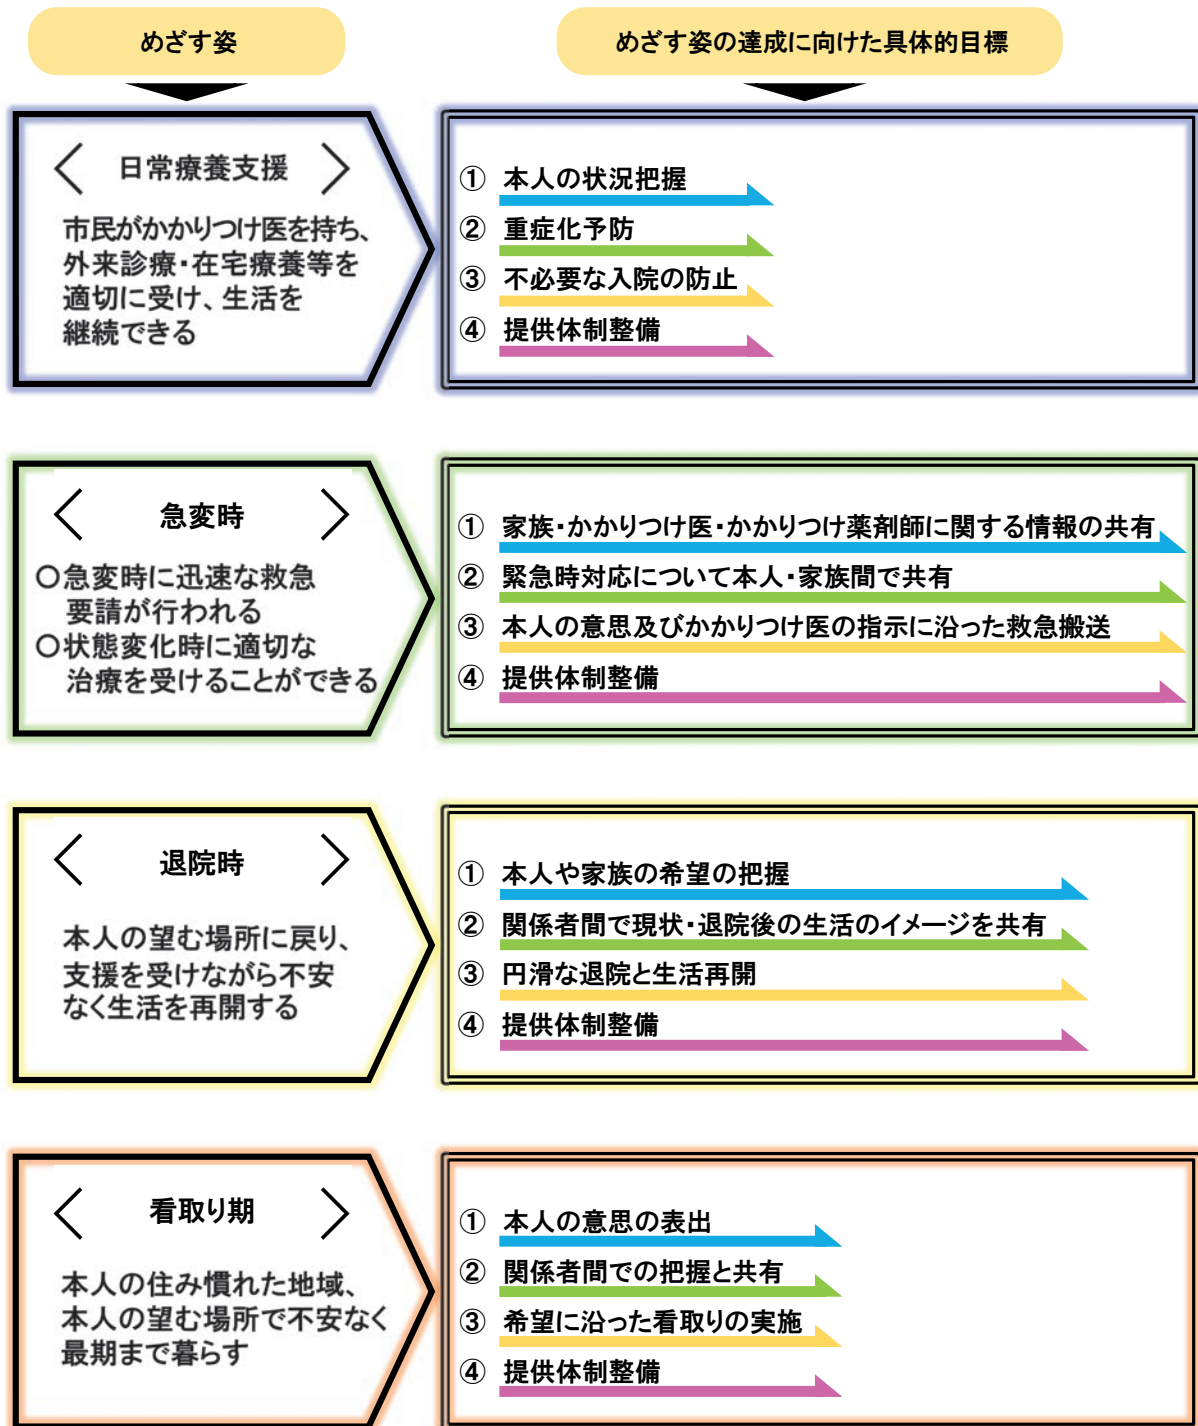 めざす姿
めざす姿の達成に向けた具体的目標
〈 日常療養支援 〉
市民がかかりつけ医を持ち、
外来診療・在宅療養等を
適切に受け、生活を
継続できる
① 本人の状況把握
② 重症化予防
③ 不必要な入院の防止
④ 提供体制整備
〈 急変時 〉
○急変時に迅速な救急
要請が行われる
○状態変化時に適切な
治療を受けることができる
① 家族・かかりつけ医・かかりつけ薬剤師に関する情報の共有
② 緊急時対応について本人・家族間で共有
③ 本人の意思及びかかりつけ医の指示に沿った救急搬送
④ 提供体制整備
〈 退院時 〉
本人の望む場所に戻り、
支援を受けながら不安
なく生活を再開する
① 本人や家族の希望の把握
② 関係者間で現状・退院後の生活のイメージを共有
③ 円滑な退院と生活再開
④ 提供体制整備
〈 看取り期 〉
本人の住み慣れた地域、
本人の望む場所で不安なく
最期まで暮らす
① 本人の意思の表出
② 関係者間での把握と共有
③ 希望に沿った看取りの実施
④ 提供体制整備